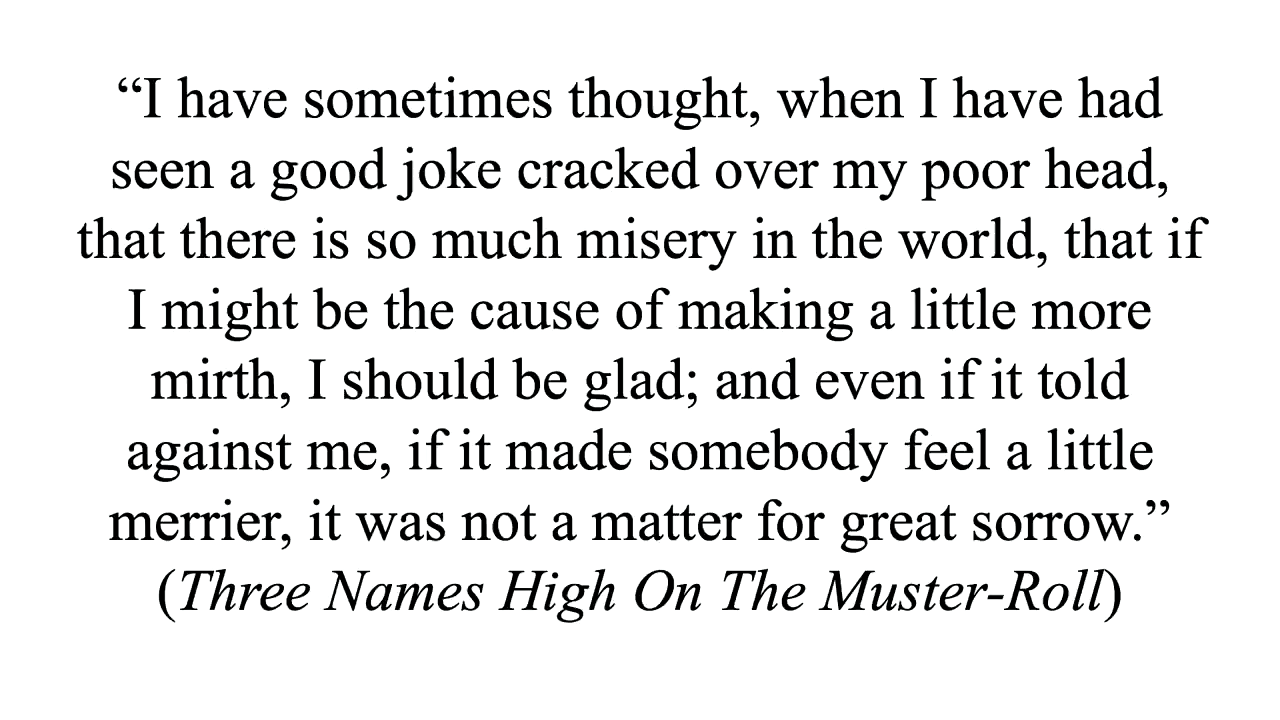 “I have sometimes thought, when I have had
seen a good joke cracked over my poor head,
that there is so much misery in the world, that if
I might be the cause of making a little more
mirth, I should be glad; and even if it told
against me, if it made somebody feel a little
merrier, it was not a matter for great sorrow.”
(Three Names High On The Muster-Roll)